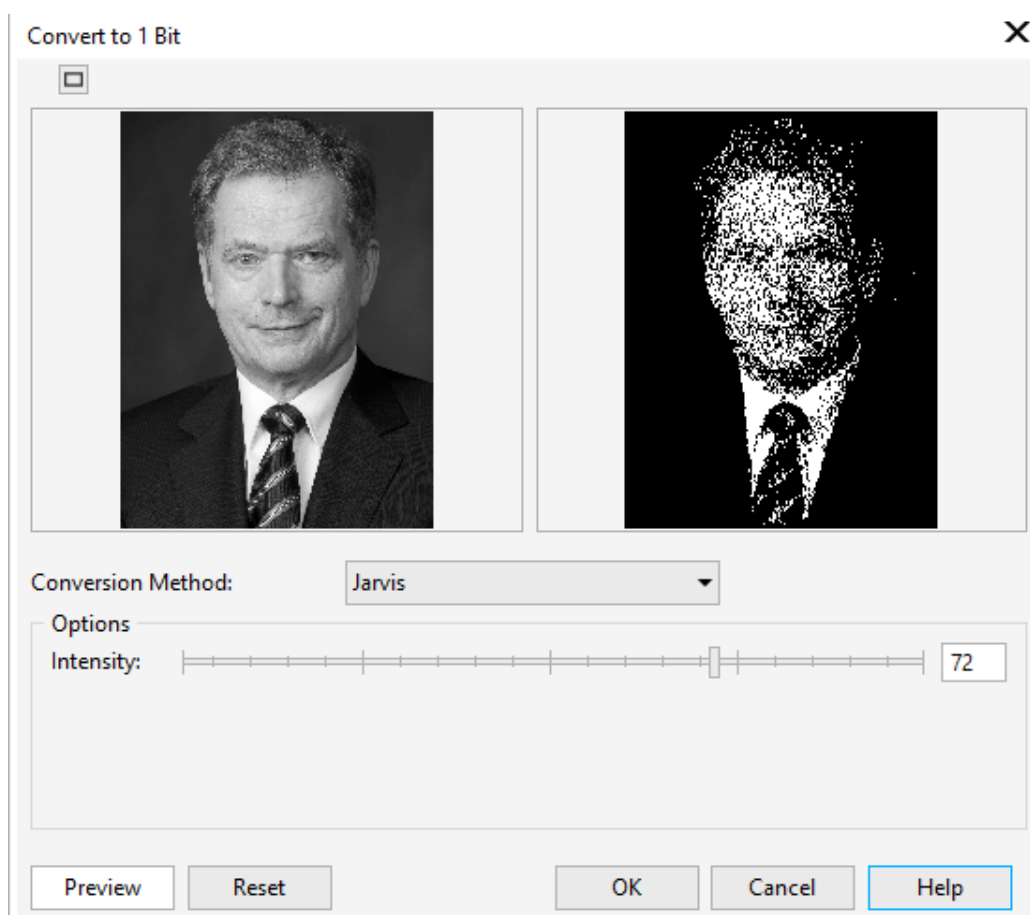 Convert to 1 Bit
Conversion Method: Jarvis
Options
Intensity: 72
Preview Reset OK Cancel Help